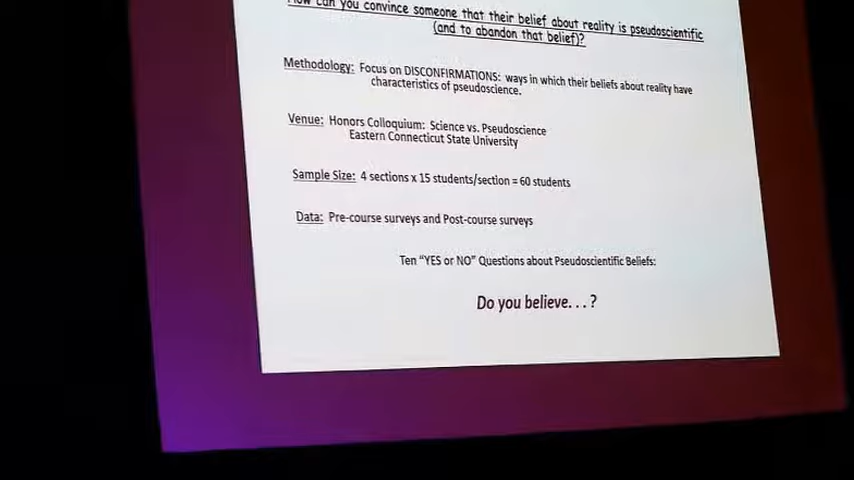 How can you convince someone that their belief about reality is pseudoscientific
(and to abandon that belief)?
Methodology: Focus on DISCONFIRMATIONS: ways in which their beliefs about reality have
characteristics of pseudoscience.
Venue: Honors Colloquium: Science vs. Pseudoscience
Eastern Connecticut State University
Sample Size: 4 sections x 15 students/section = 60 students
Data: Pre-course surveys and Post-course surveys
Ten “YES or NO” Questions about Pseudoscientific Beliefs:
Do you believe. . . ?